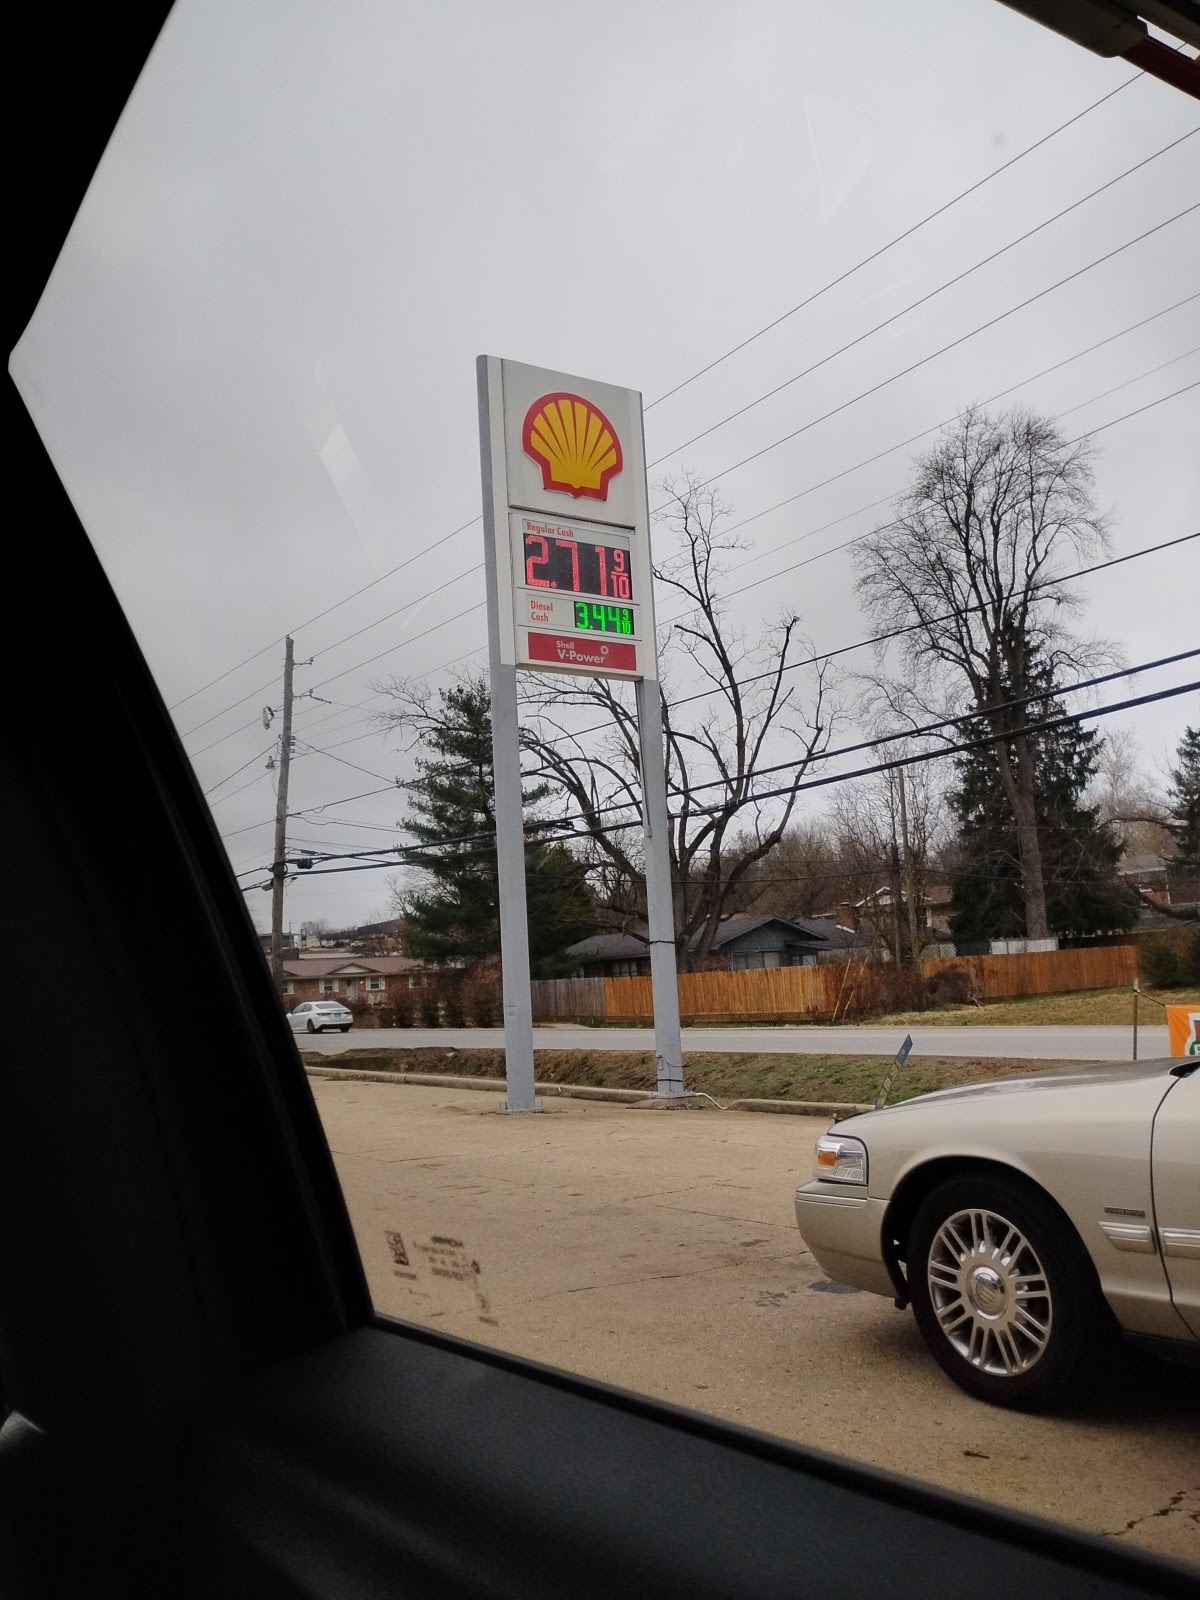 Regular Cash
2.71 9/10
Diesel
Cash
3.44 9/10
Shell
V-Power